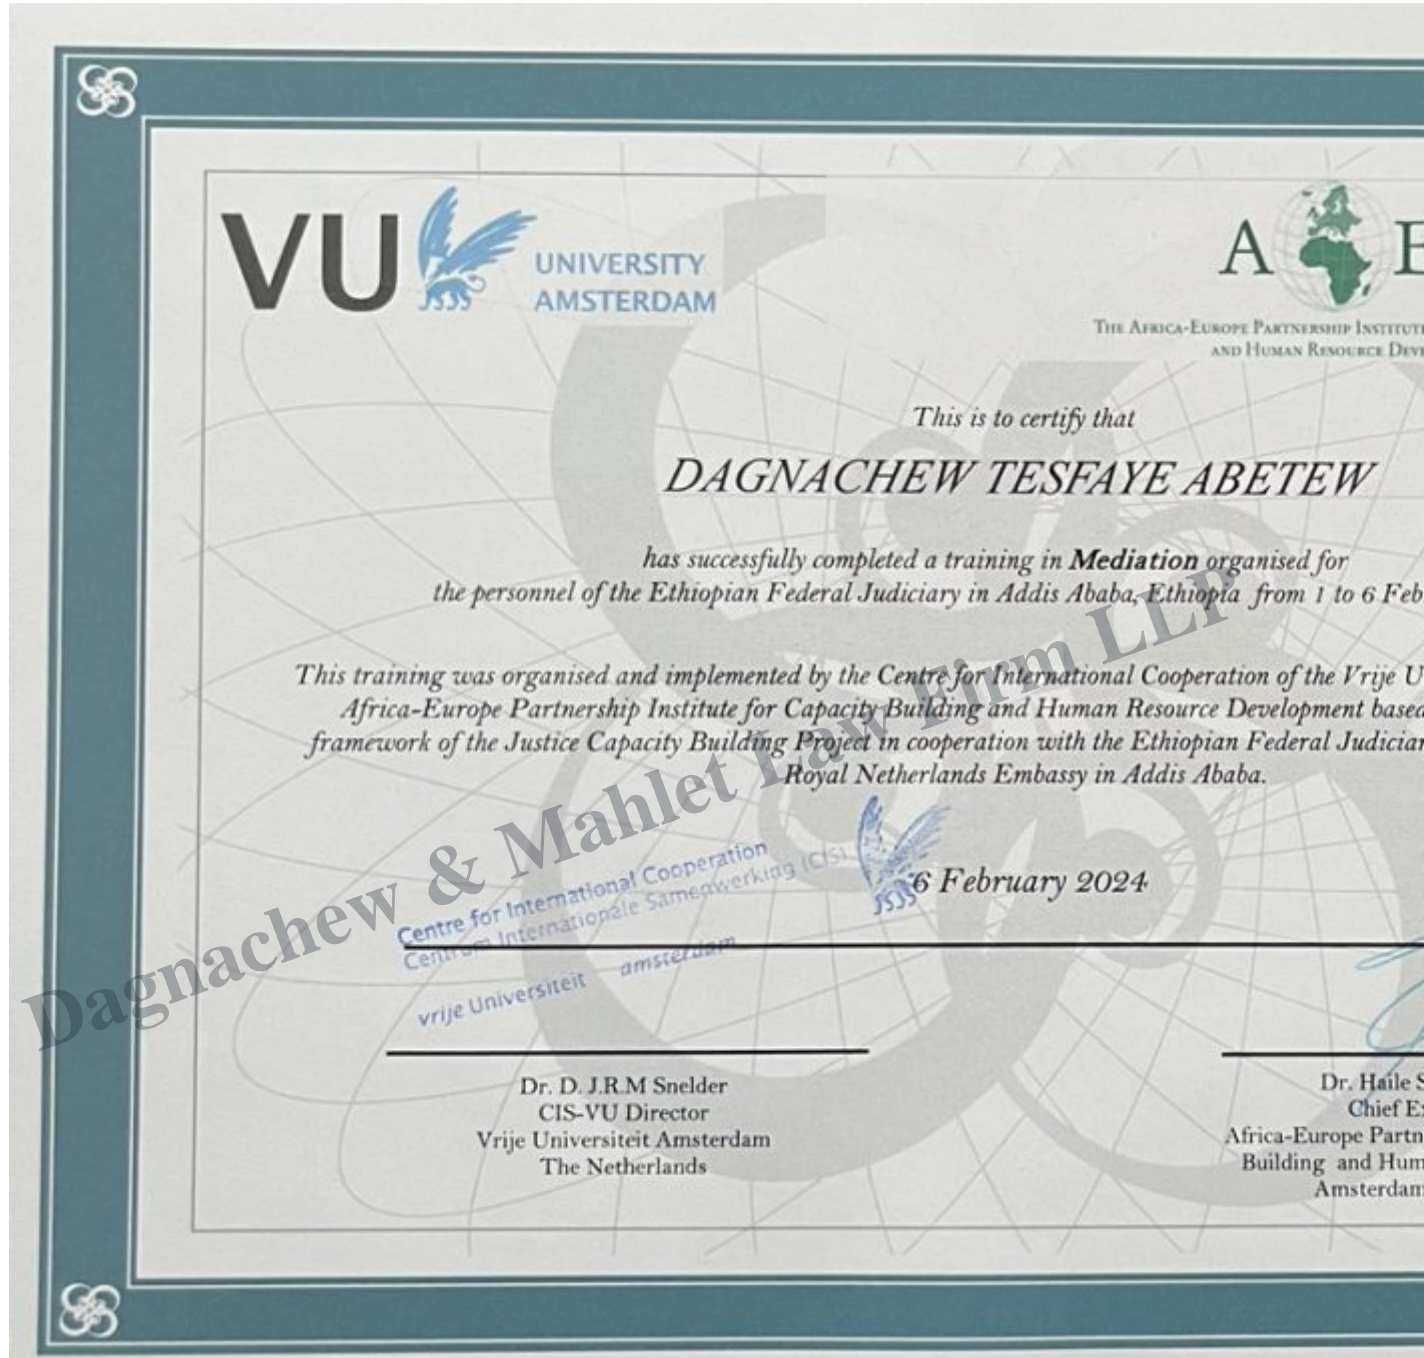 VU UNIVERSITY
AMSTERDAM
A E
THE AFRICA-EUROPE PARTNERSHIP
AND HUMAN RESOURCE
This is to certify that
DAGNACHEW TESFAYE ABETEW
has successfully completed a training in Mediation organised for
the personnel of the Ethiopian Federal Judiciary in Addis Ababa, Ethiopia from 1 to 6 Feb
This training was organised and implemented by the Centre for International Cooperation of the Vrije U
Africa-Europe Partnership Institute for Capacity Building and Human Resource Development based
framework of the Justice Capacity Building Project in cooperation with the Ethiopian Federal
Royal Netherlands Embassy in Addis Ababa.
Dagnachew & Mahlet Law Firm LLP
Centre for International Cooperation
Centrum Internationale Samenwerking (CIS)
vrije Universiteit amsterdam
6 February 2024
Dr. D. J.R.M Snelder
CIS-VU Director
Vrije Universiteit Amsterdam
The Netherlands
Dr. Haile S
Chief Ex
Africa-Europe Partn
Building and Hum
Amsterdam